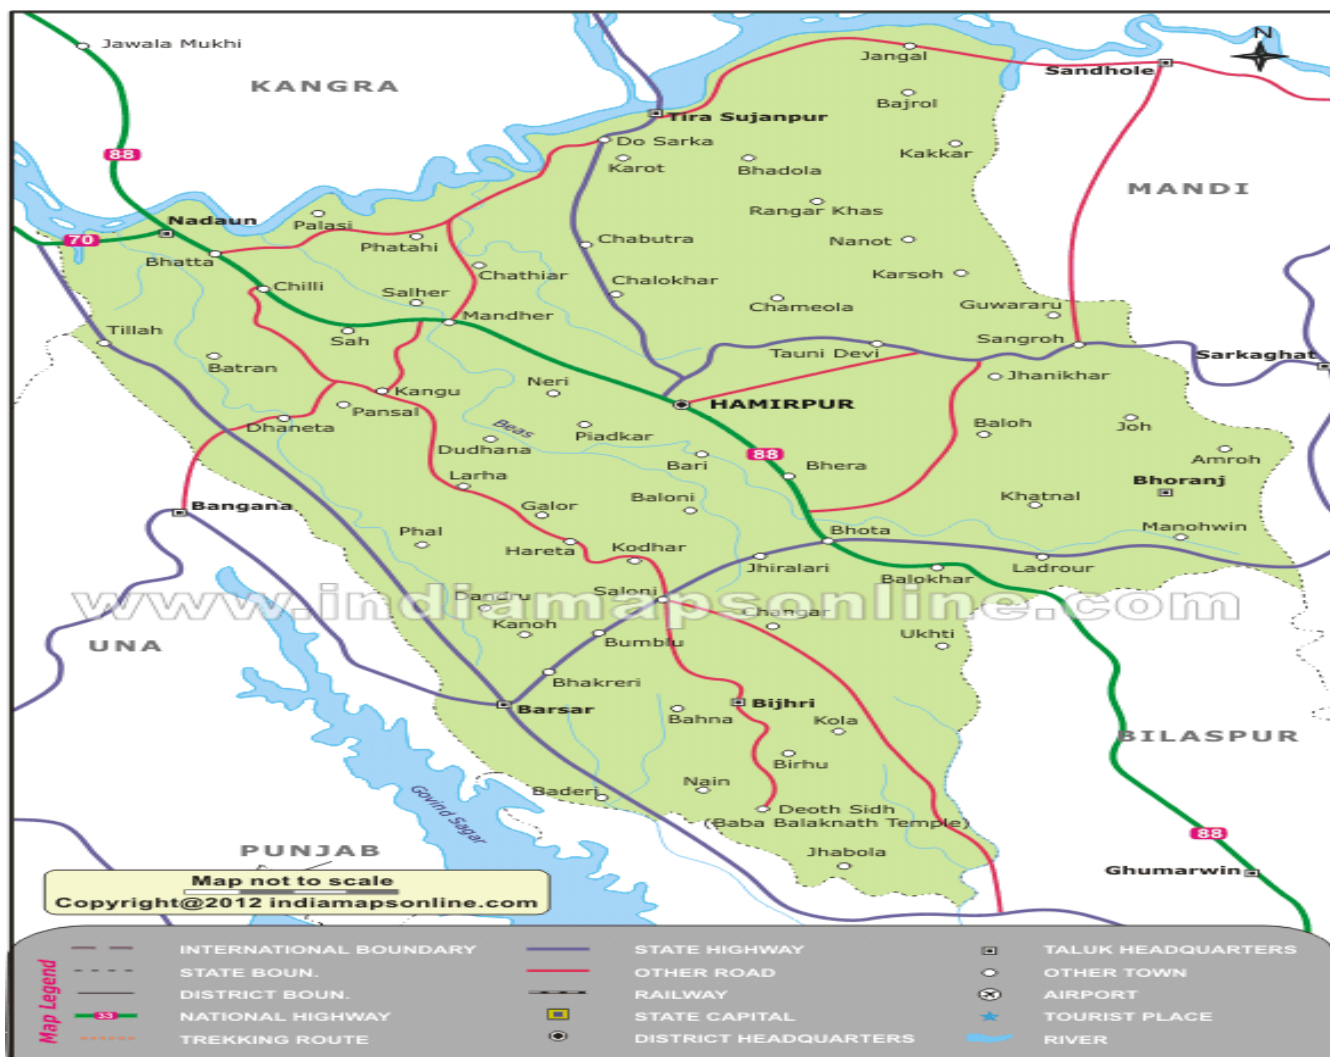 N
Jawala Mukhi
Jangal
Sandhole
KANGRA
Bajrol
Tira Sujanpur
Do Sarka
Kakkar
88
Karot
Bhadola
MANDI
Nadaun
Palasi
Rangar Khas
70
Phatahi
Chabutra
Nanot
Bhatta
Chathiar
Karsoh
Chilli
Salher
Chalokhar
Chameola
Guwararu
Mandher
Tillah
Sah
Tauni Devi
Sangroh
Sarkaghat
Batran
Kangu
Neri
Jhanikhar
HAMIRPUR
Pansal
Dhaneta
Beas
Piadkar
Baloh
Joh
Dudhana
88
Bari
Bhera
Amroh
Larha
Bhoranj
Baloni
Khatnal
Bangana
Galor
Phal
Bhota
Manohwin
Hareta
Kodhar
Jhiralari
Ladrour
Balokhar
Dandru
Saloni
www.indiamapsonline.com
Changar
Kanoh
UNA
Bumblu
Ukhti
Bhakreri
Barsar
Bijhri
Bahna
Kola
BILASPUR
Birhu
Nain
Baderi
Govind Sagar
Deoth Sidh
(Baba Balaknath Temple)
88
PUNJAB
Jhabola
Ghumarwin
Map not to scale
Copyright@2012 indiamapsonline.com
Map Legend
INTERNATIONAL BOUNDARY
STATE HIGHWAY
TALUK HEADQUARTERS
STATE BOUN.
OTHER ROAD
OTHER TOWN
DISTRICT BOUN.
RAILWAY
AIRPORT
33
NATIONAL HIGHWAY
STATE CAPITAL
TOURIST PLACE
TREKKING ROUTE
DISTRICT HEADQUARTERS
RIVER